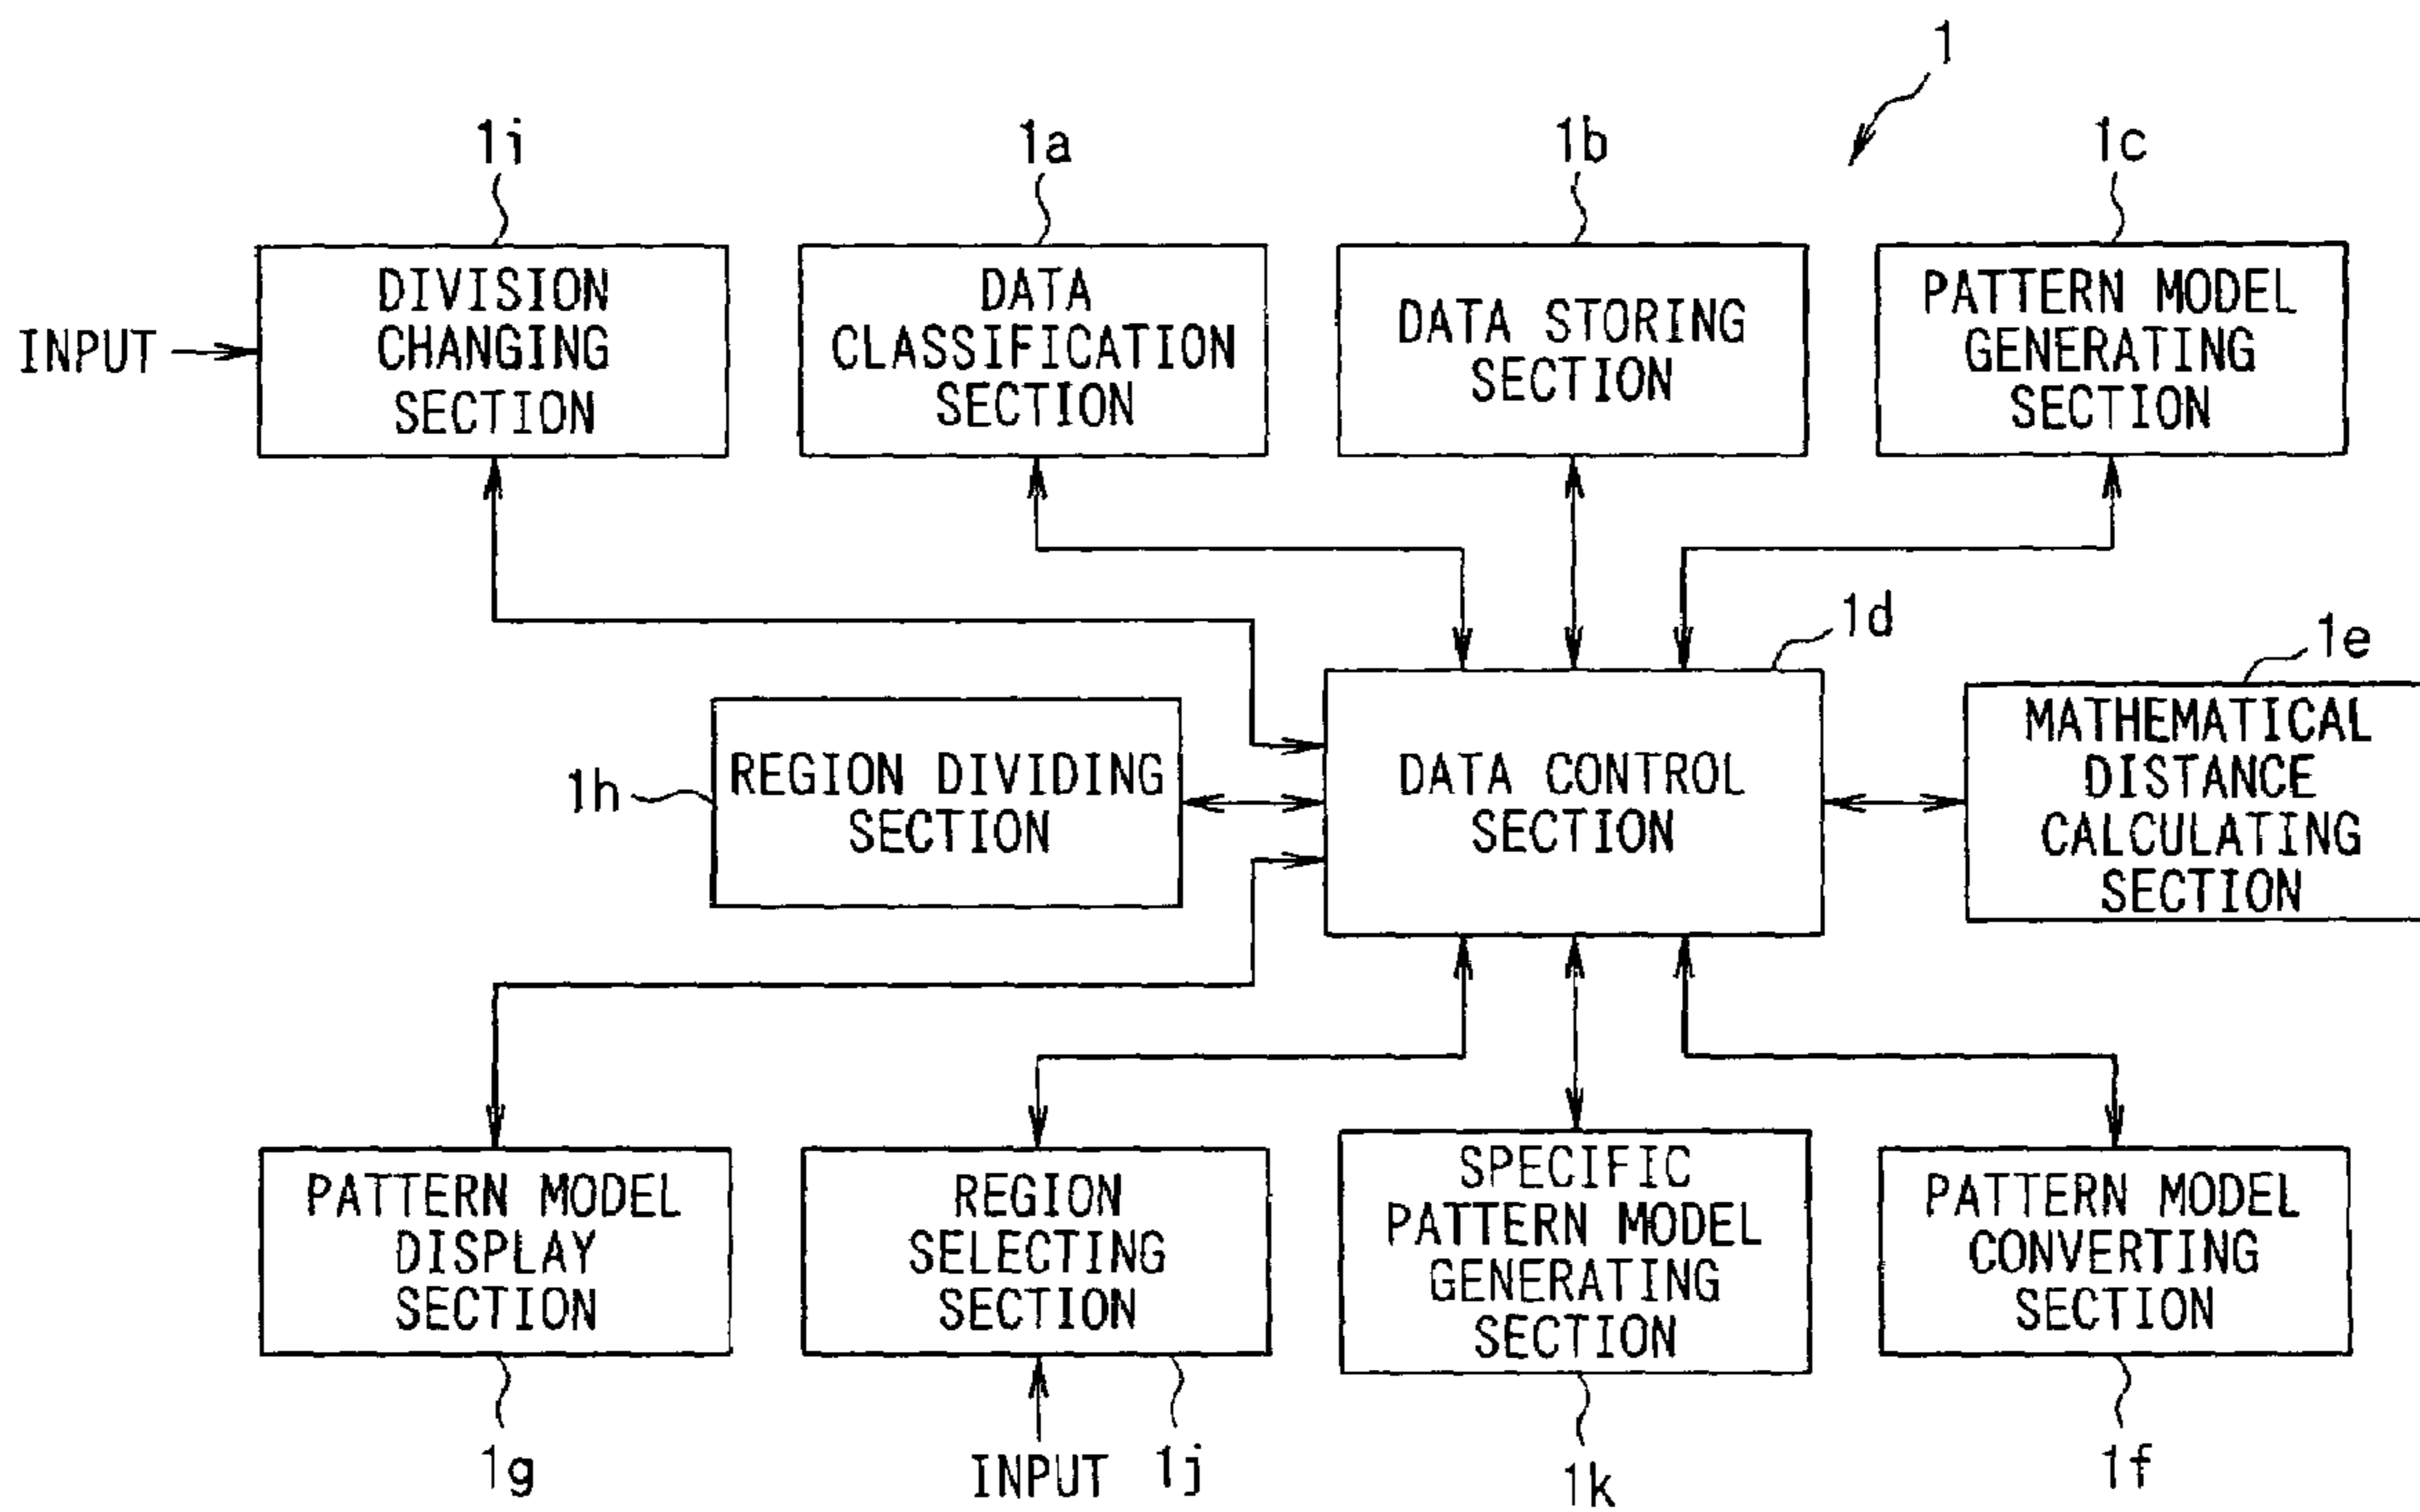 1
1i
1a
1b
1c
INPUT
DIVISION
CHANGING
SECTION
DATA
CLASSIFICATION
SECTION
DATA STORING
SECTION
PATTERN MODEL
GENERATING
SECTION
1d
1e
1h
REGION DIVIDING
SECTION
DATA CONTROL
SECTION
MATHEMATICAL
DISTANCE
CALCULATING
SECTION
PATTERN MODEL
DISPLAY
SECTION
REGION
SELECTING
SECTION
SPECIFIC
PATTERN MODEL
GENERATING
SECTION
PATTERN MODEL
CONVERTING
SECTION
1g
INPUT
1j
1k
1f